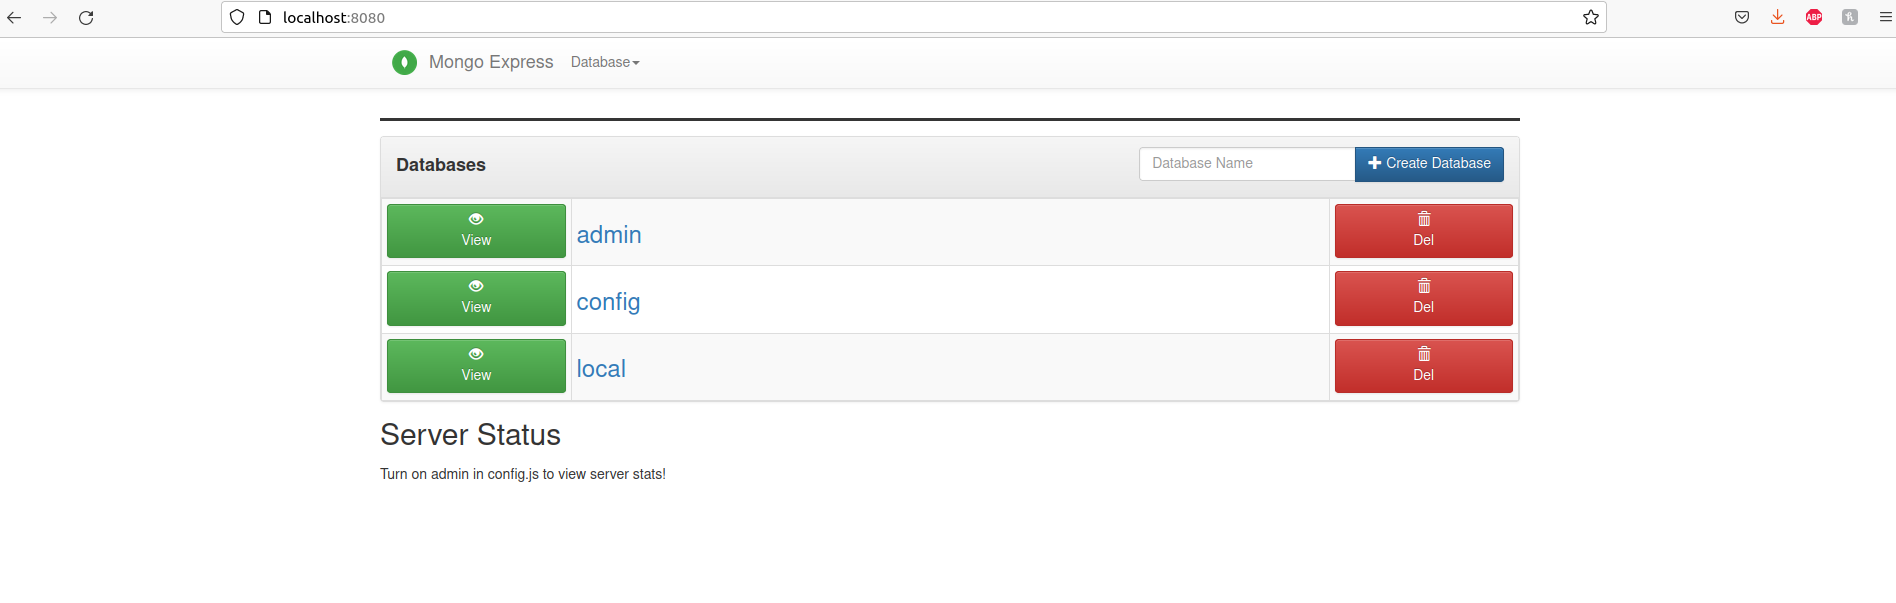 localhost:8080
ABP
Mongo Express Database
Databases
Database Name Create Database
View admin Del
View config Del
View local Del
Server Status
Turn on admin in config.js to view server stats!